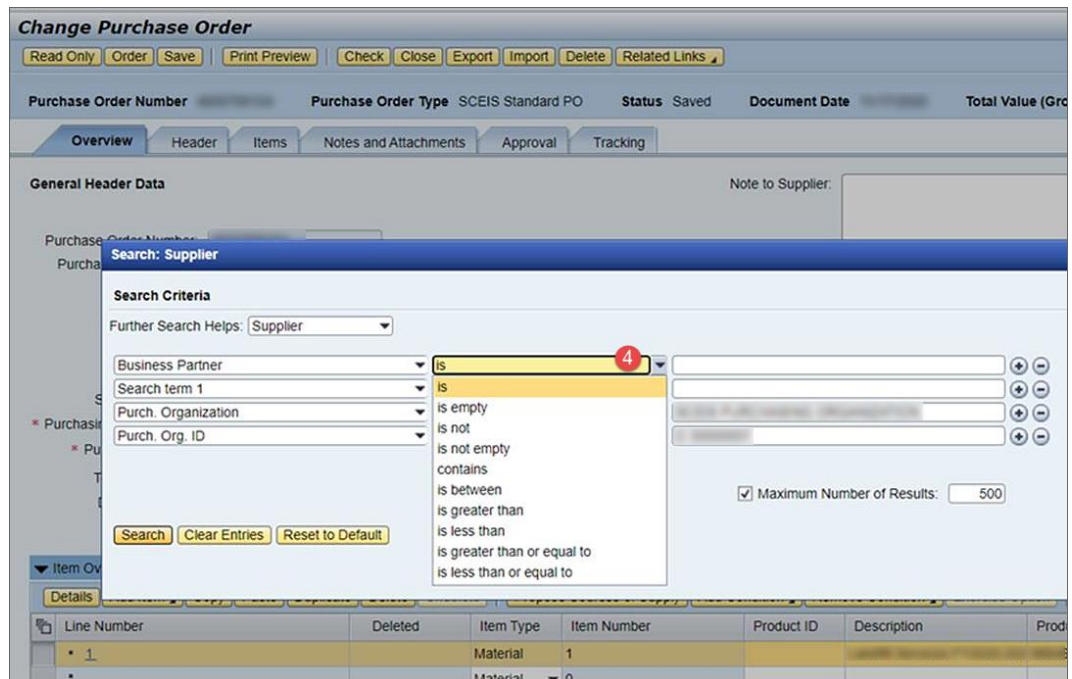 Change Purchase Order
Read Only Order Save Print Preview Check Close Export Import Delete Related Links
Purchase Order Number Purchase Order Type SCEIS Standard PO Status Saved Document Date Total Value (Gro
Overview Header Items Notes and Attachments Approval Tracking
General Header Data Note to Supplier:
Purchase Order Number:
Purcha
Search: Supplier
Search Criteria
Further Search Helps: Supplier
Business Partner is 4
Search term 1 is
Purch. Organization is empty
Purch. Org. ID is not
is not empty
contains
is between
is greater than
is less than
is greater than or equal to
is less than or equal to
S
* Purchasin
* Pu
T
Maximum Number of Results: 500
Search Clear Entries Reset to Default
Item Ov
Details
Line Number Deleted Item Type Item Number Product ID Description Prod
1 Material 1
Material 0